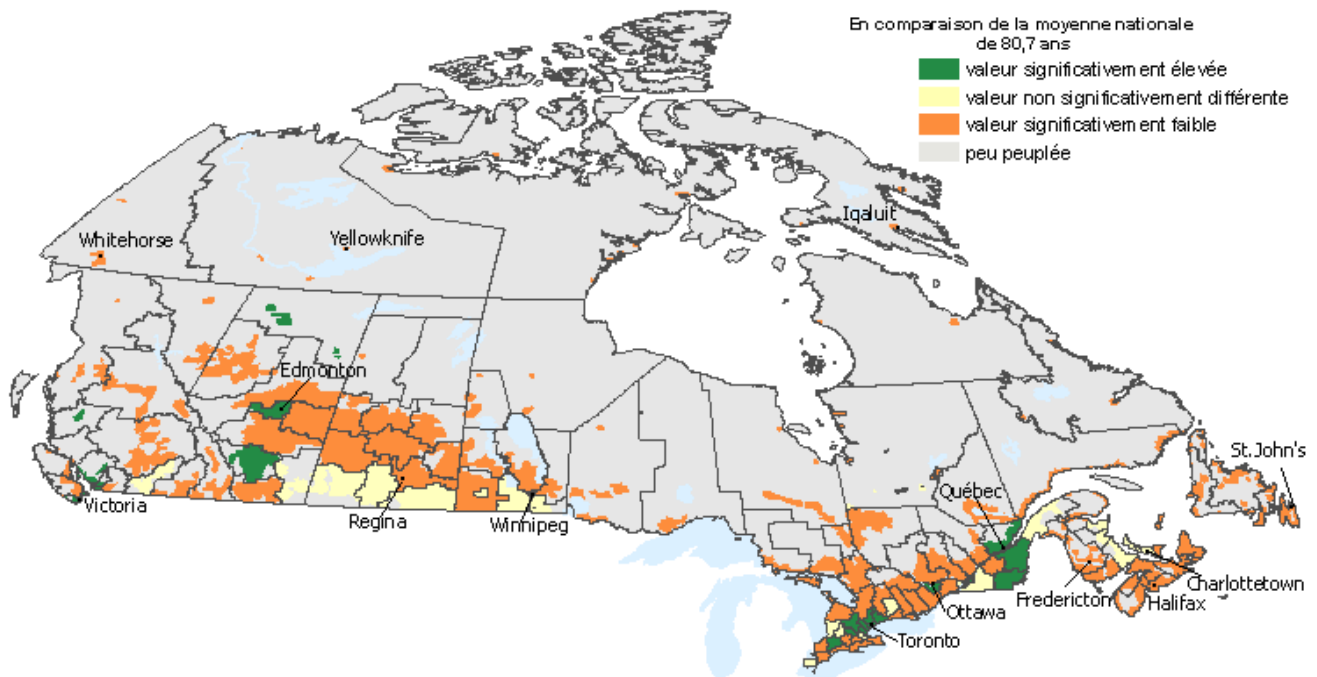 En comparaison de la moyenne nationale
de 80,7 ans
valeur significativement élevée
valeur non significativement différente
valeur significativement faible
peu peuplée
Iqaluit
Whitehorse
Yellowknife
Edmonton
St.John's
Québec
Victoria
Regina
Winnipeg
Charlottetown
Fredericton
Halifax
Ottawa
Toronto